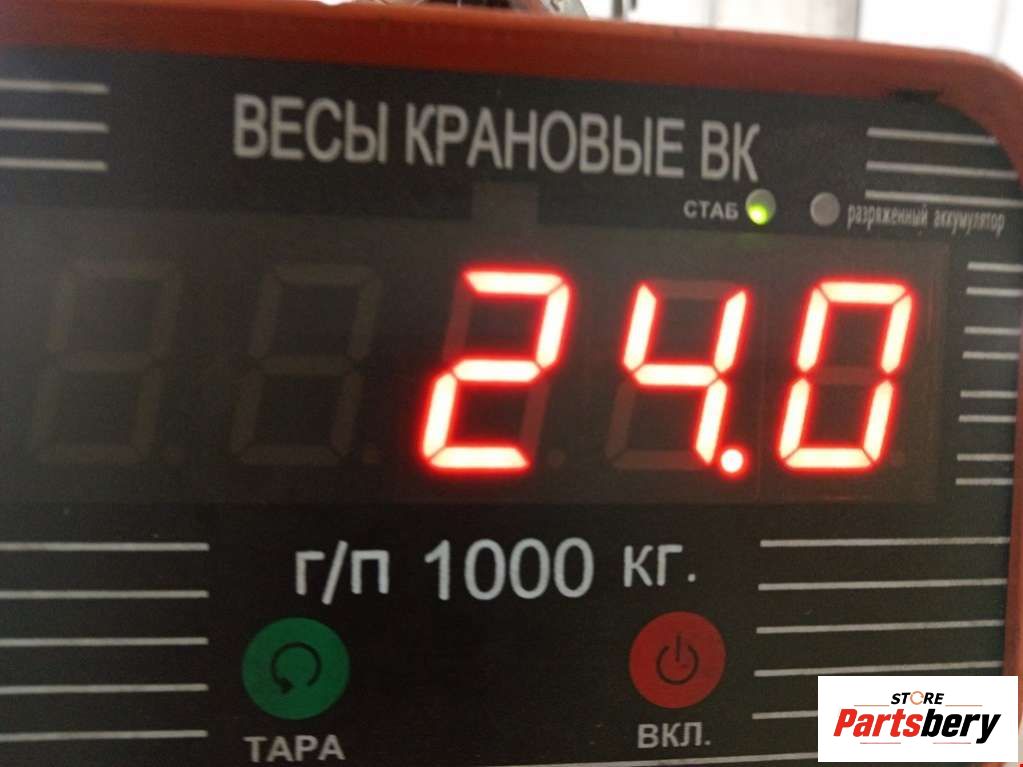 ВЕСЫ КРАНОВЫЕ ВК
СТАБ
разряженный аккумулятор
24.0
г/п 1000 кг.
ТАРА
ВКЛ.
STORE
Partsbery